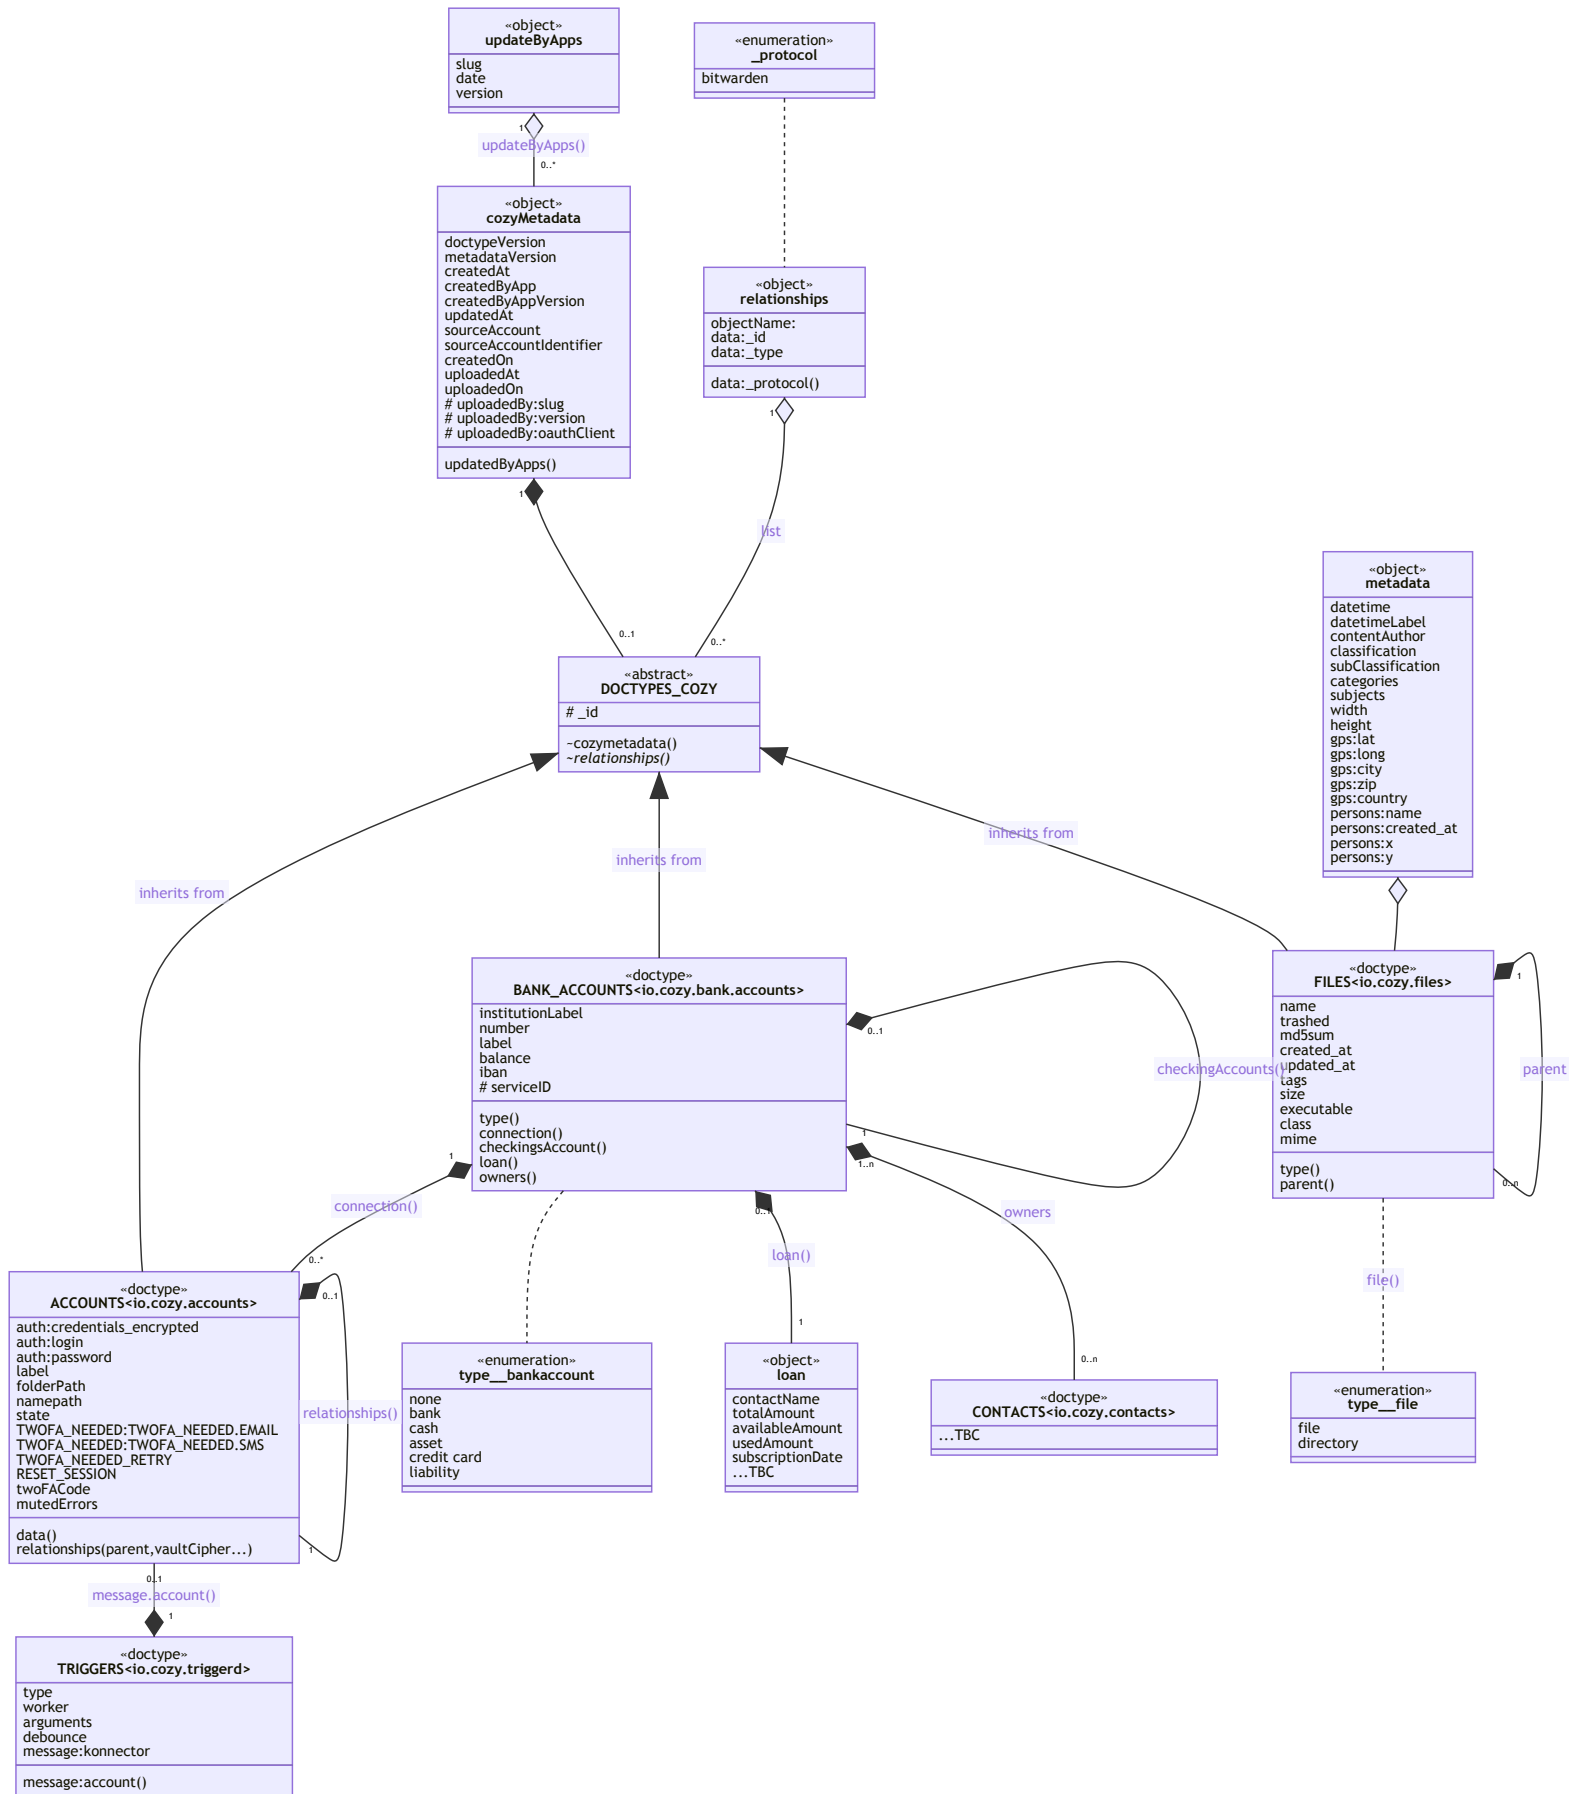 «object»
updateByApps
slug
date
version
«enumeration»
_protocol
bitwarden
1
updateByApps()
0..*
«object»
cozyMetadata
doctypeVersion
metadataVersion
createdAt
createdByApp
createdByAppVersion
updatedAt
sourceAccount
sourceAccountIdentifier
createdOn
uploadedAt
uploadedOn
# uploadedBy:slug
# uploadedBy:version
# uploadedBy:oauthClient
updatedByApps()
«object»
relationships
objectName:
data:_id
data:_type
data:_protocol()
1
1
list
0..1
0..*
«object»
metadata
datetime
datetimeLabel
contentAuthor
classification
subClassification
categories
subjects
width
height
gps:lat
gps:long
gps:city
gps:zip
gps:country
persons:name
persons:created_at
persons:x
persons:y
«abstract»
DOCTYPES_COZY
# _id
~cozymetadata()
~relationships()
inherits from
inherits from
inherits from
«doctype»
BANK_ACCOUNTS<io.cozy.bank.accounts>
institutionLabel
number
label
balance
iban
# serviceID
type()
connection()
checkingsAccount()
loan()
owners()
0..1
checkingAccounts()
1
«doctype»
FILES<io.cozy.files>
name
trashed
md5sum
created_at
updated_at
tags
size
executable
class
mime
type()
parent()
1
parent
0..n
1
connection()
0..*
0..1
loan()
1
1..n
owners
0..n
file()
«doctype»
ACCOUNTS<io.cozy.accounts>
auth:credentials_encrypted
auth:login
auth:password
label
folderPath
namepath
state
TWOFA_NEEDED:TWOFA_NEEDED.EMAIL
TWOFA_NEEDED:TWOFA_NEEDED.SMS
TWOFA_NEEDED_RETRY
RESET_SESSION
twoFACode
mutedErrors
data()
relationships(parent,vaultCipher...)
0..1
relationships()
1
«enumeration»
type__bankaccount
none
bank
cash
asset
credit card
liability
«object»
loan
contactName
totalAmount
availableAmount
usedAmount
subscriptionDate
...TBC
«doctype»
CONTACTS<io.cozy.contacts>
...TBC
«enumeration»
type__file
file
directory
0..1
message.account()
1
«doctype»
TRIGGERS<io.cozy.triggerd>
type
worker
arguments
debounce
message:konnector
message:account()